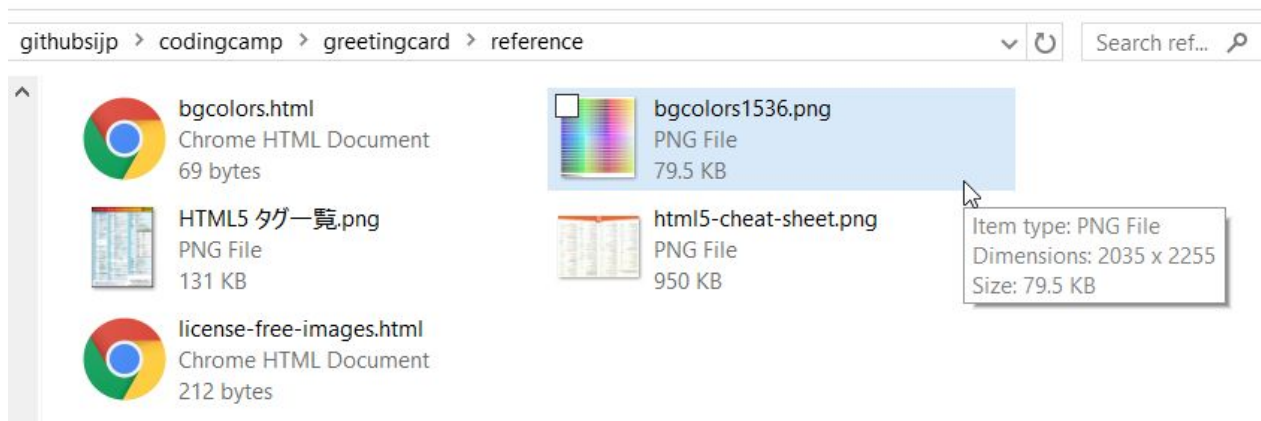 githubsijp > codingcamp > greetingcard > reference
Search ref...
bgcolors.html
Chrome HTML Document
69 bytes
bgcolors1536.png
PNG File
79.5 KB
HTML5 タグ一覧.png
PNG File
131 KB
html5-cheat-sheet.png
PNG File
950 KB
Item type: PNG File
Dimensions: 2035 x 2255
Size: 79.5 KB
license-free-images.html
Chrome HTML Document
212 bytes